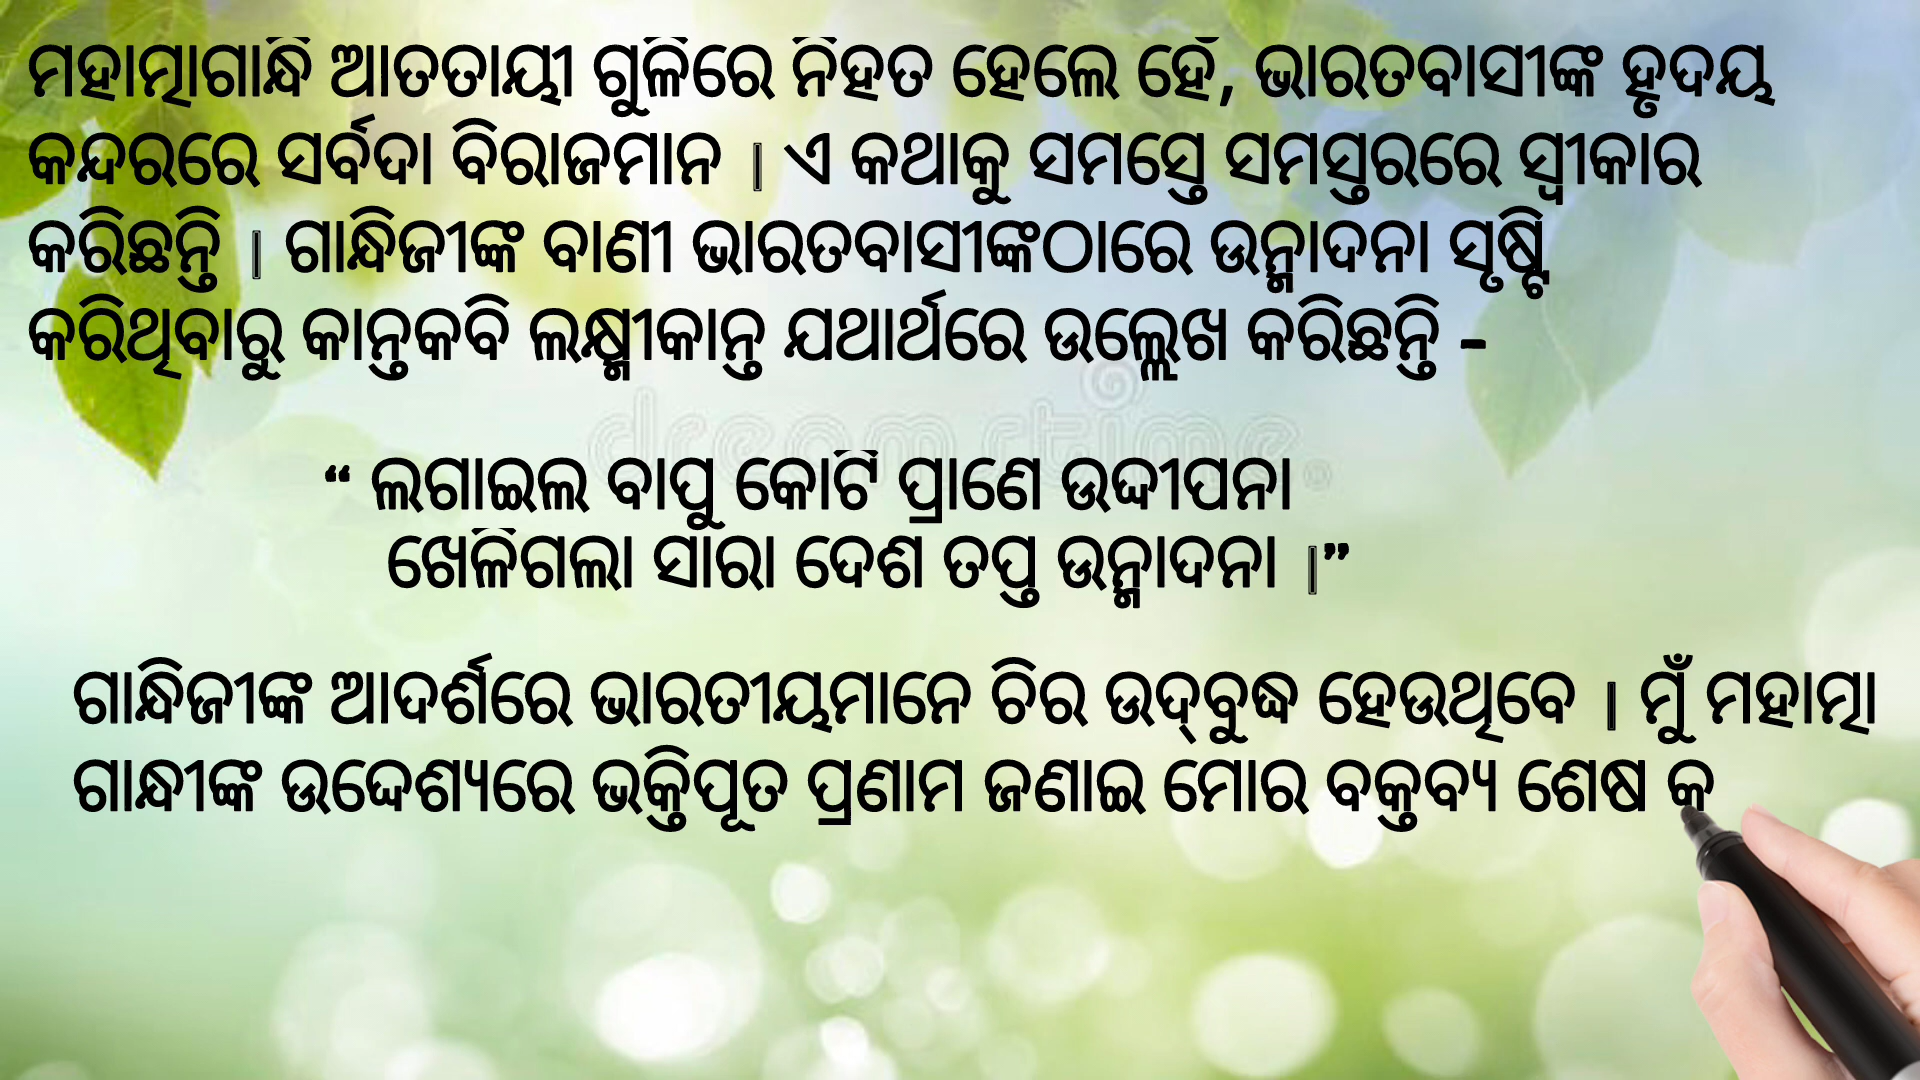 ମହାତ୍ମାଗାନ୍ଧି ଆତତାୟୀ ଗୁଳିରେ ନିହତ ହେଲେ ହେଁ, ଭାରତବାସୀଙ୍କ ହୃଦୟ
କନ୍ଦରରେ ସର୍ବଦା ବିରାଜମାନ | ଏ କଥାକୁ ସମସ୍ତେ ସମସ୍ତରରେ ସ୍ୱୀକାର
କରିଛନ୍ତି | ଗାନ୍ଧିଜୀଙ୍କ ବାଣୀ ଭାରତବାସୀଙ୍କଠାରେ ଉନ୍ମାଦନା ସୃଷ୍ଟି
କରିଥିବାରୁ କାନ୍ତକବି ଲକ୍ଷ୍ମୀକାନ୍ତ ଯଥାର୍ଥରେ ଉଲ୍ଲେଖ କରିଛନ୍ତି -
dreamstime
“ ଲଗାଇଲ ବାପୁ କୋଟି ପ୍ରାଣେ ଉଦ୍ଦୀପନା
ଖେଳିଗଲା ସାରା ଦେଶ ତପ୍ତ ଉନ୍ମାଦନା |”
ଗାନ୍ଧିଜୀଙ୍କ ଆଦର୍ଶରେ ଭାରତୀୟମାନେ ଚିର ଉଦ୍‌ବୁଦ୍ଧ ହେଉଥିବେ | ମୁଁ ମହାତ୍ମା
ଗାନ୍ଧୀଙ୍କ ଉଦ୍ଦେଶ୍ୟରେ ଭକ୍ତିପୂତ ପ୍ରଣାମ ଜଣାଇ ମୋର ବକ୍ତବ୍ୟ ଶେଷ କ